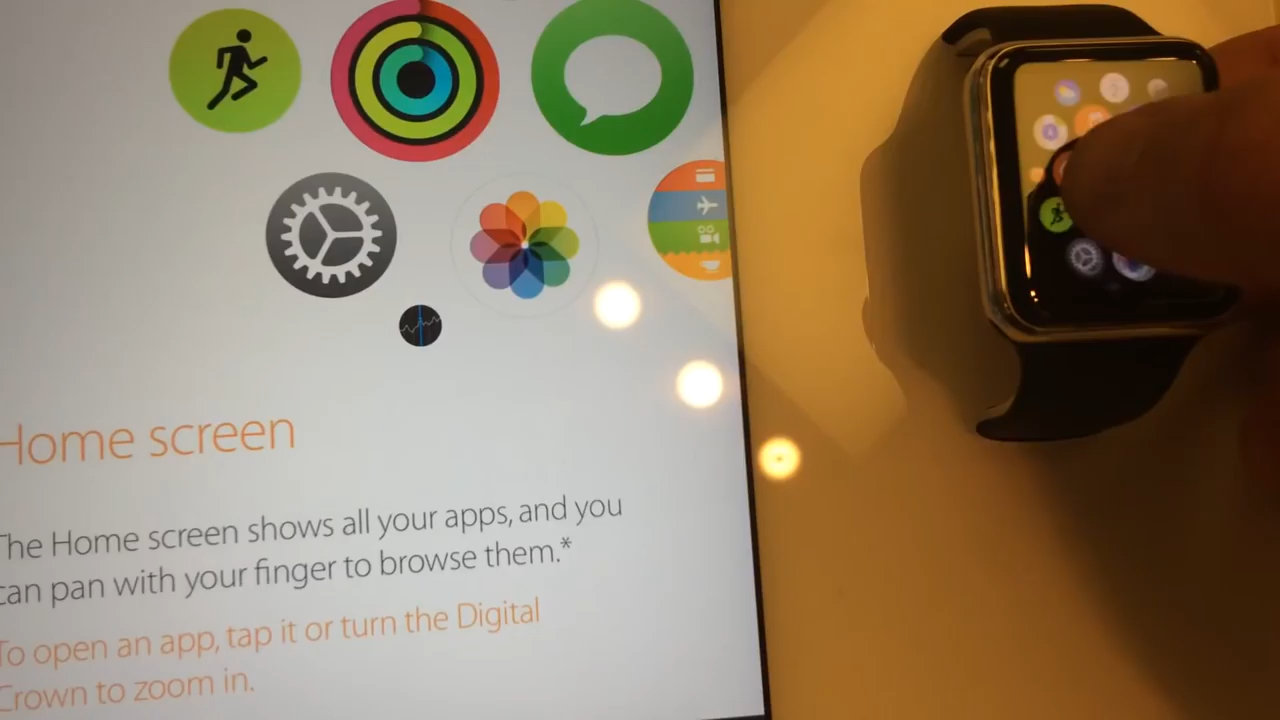 Home screen
The Home screen shows all your apps, and you
can pan with your finger to browse them.*
To open an app, tap it or turn the Digital
Crown to zoom in.